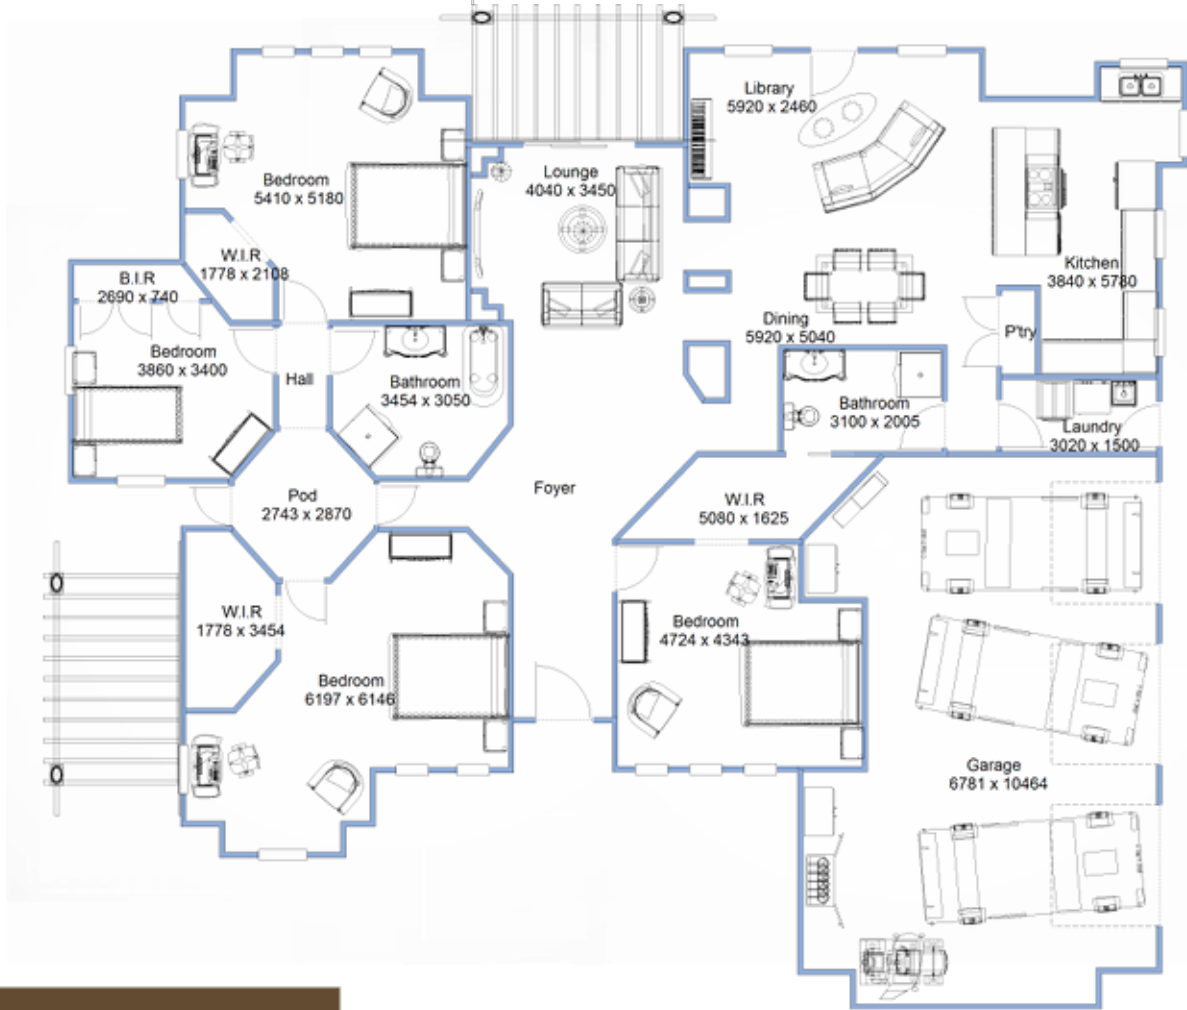 Library
5920 x 2460
Lounge
4040 x 3450
Bedroom
5410 x 5180
W.I.R
1778 x 2108
B.I.R
2690 x 740
Kitchen
3840 x 5780
Dining
5920 x 5040
P'try
Bedroom
3860 x 3400
Hall
Bathroom
3454 x 3050
Bathroom
3100 x 2005
Laundry
3020 x 1500
Pod
2743 x 2870
Foyer
W.I.R
5080 x 1625
W.I.R
1778 x 3454
Bedroom
4724 x 4343
Bedroom
6197 x 6146
Garage
6781 x 10464